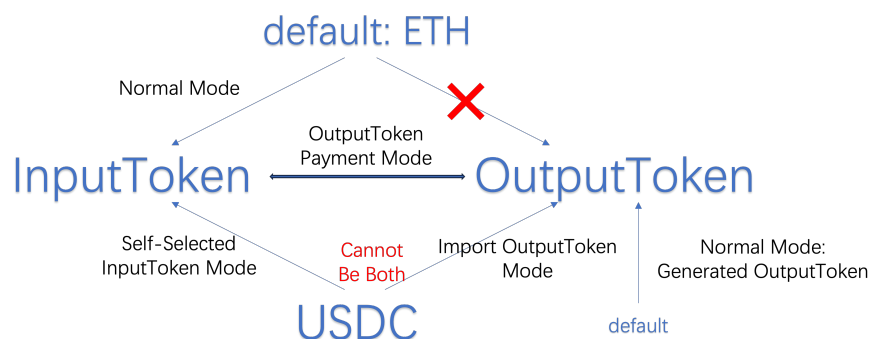 default: ETH
Normal Mode
OutputToken
Payment Mode
InputToken
OutputToken
Self-Selected
InputToken Mode
Cannot
Be Both
Import OutputToken
Mode
Normal Mode:
Generated OutputToken
USDC
default